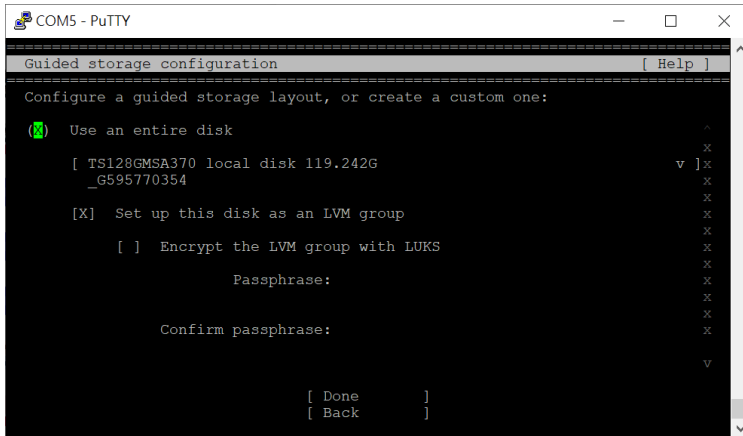 COM5 - PuTTY
================================================================================
Guided storage configuration [ Help ]
================================================================================
Configure a guided storage layout, or create a custom one:
(X) Use an entire disk ^
x
[ TS128GMSA370 local disk 119.242G v ]x
_G595770354 x
x
[X] Set up this disk as an LVM group x
x
[ ] Encrypt the LVM group with LUKS x
x
Passphrase: x
x
x
Confirm passphrase: x
v
[ Done ]
[ Back ]